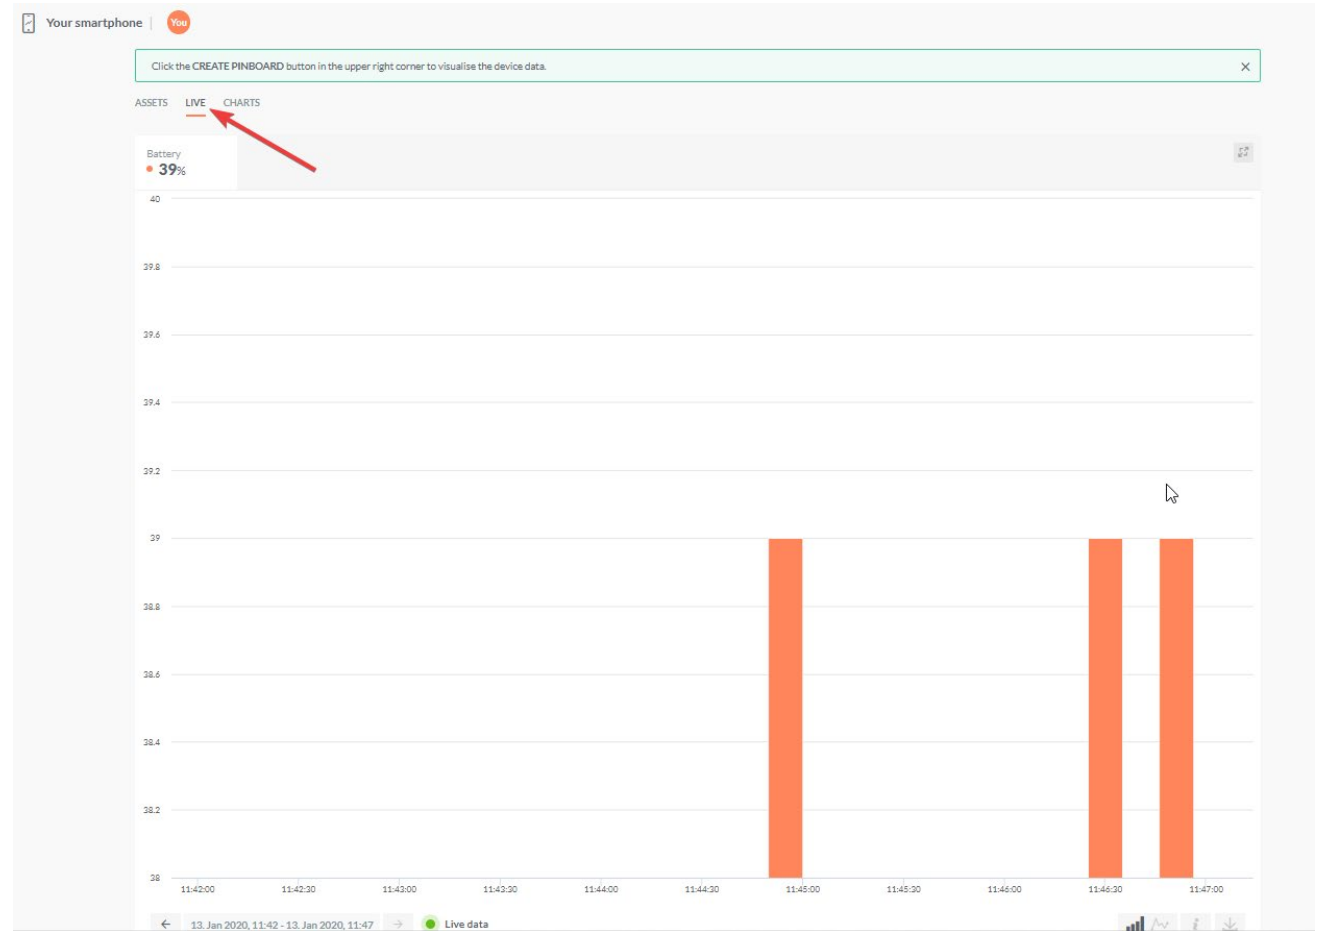 Your smartphone
You
Click the CREATE PINBOARD button in the upper right corner to visualise the device data.
ASSETS LIVE CHARTS
Battery
39%
40
39.8
39.6
39.4
39.2
39
38.8
38.6
38.4
38.2
38
11:42:00 11:42:30 11:43:00 11:43:30 11:44:00 11:44:30 11:45:00 11:45:30 11:46:00 11:46:30 11:47:00
13. Jan 2020, 11:42 - 13. Jan 2020, 11:47 Live data